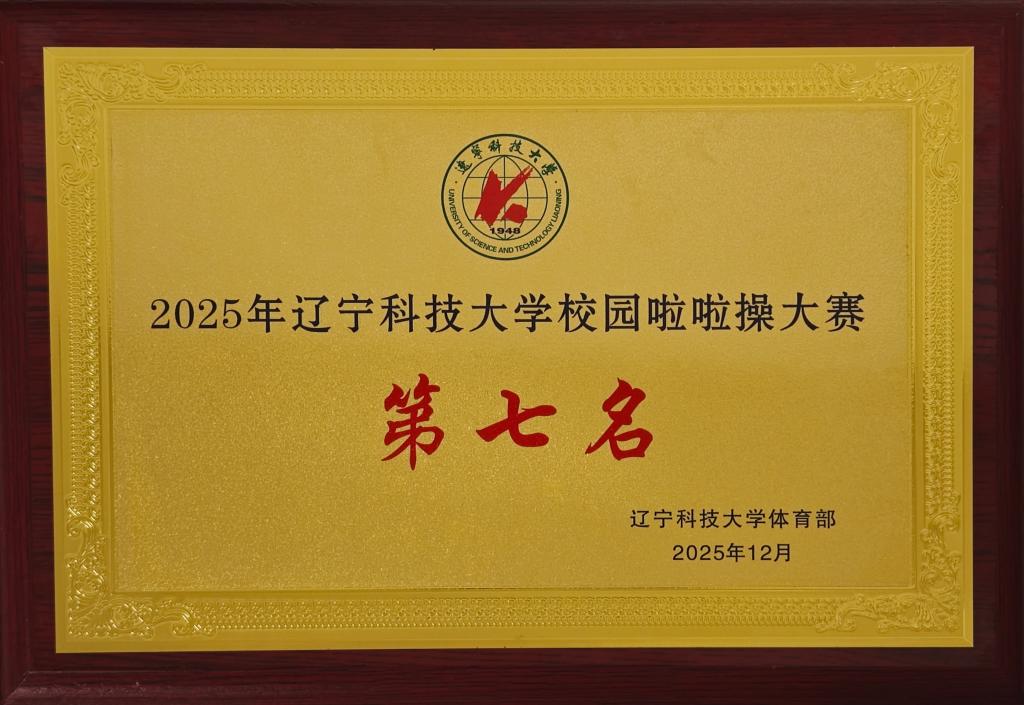 遼寧科技大學
1948
UNIVERSITY OF SCIENCE AND TECHNOLOGY LIAONING
2025年辽宁科技大学校园啦啦操大赛
第七名
辽宁科技大学体育部
2025年12月